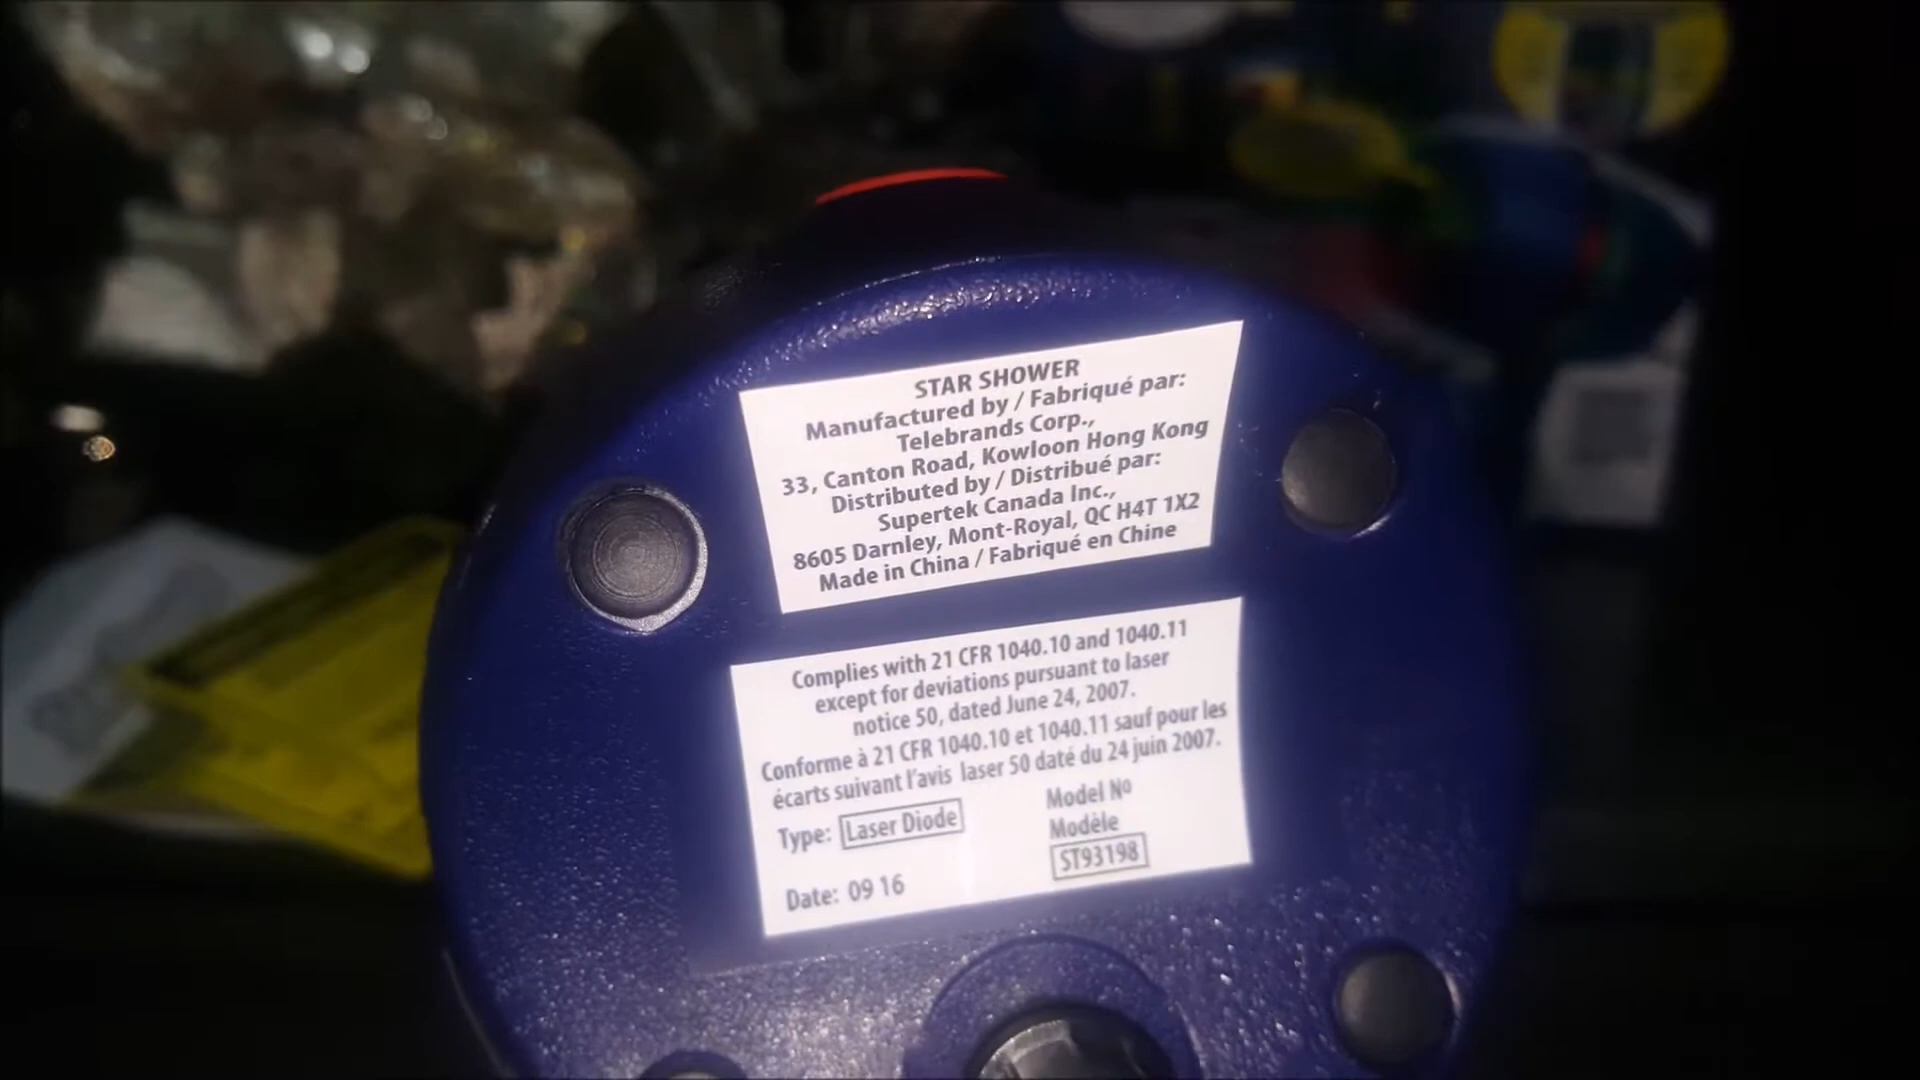 STAR SHOWER
Manufactured by / Fabriqué par:
Telebrands Corp.,
33, Canton Road, Kowloon Hong Kong
Distributed by / Distribué par:
Supertek Canada Inc.,
8605 Darnley, Mont-Royal, QC H4T 1X2
Made in China / Fabriqué en Chine
Complies with 21 CFR 1040.10 and 1040.11
except for deviations pursuant to laser
notice 50, dated June 24, 2007.
Conforme à 21 CFR 1040.10 et 1040.11 sauf pour les
écarts suivant l'avis laser 50 daté du 24 juin 2007.
Type: Laser Diode
Model Nº
Modèle
ST93198
Date: 09 16